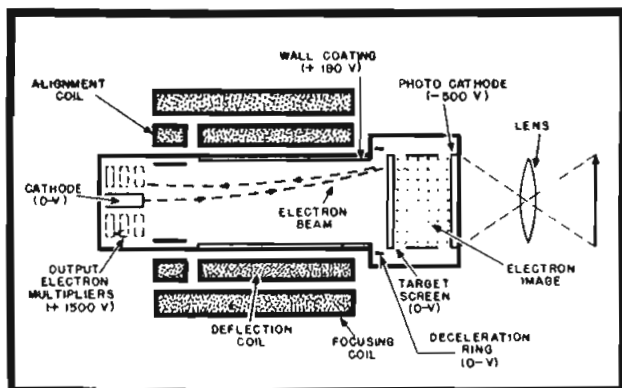 WALL COATING
(+ 180 V)
PHOTO CATHODE
(-500 V)
ALIGNMENT
COIL
LENS
CATHODE
(0-V)
ELECTRON
BEAM
OUTPUT
ELECTRON
MULTIPLIERS
(+ 1500 V)
DEFLECTION
COIL
FOCUSING
COIL
TARGET
SCREEN
(0-V)
ELECTRON
IMAGE
DECELERATION
RING
(0-V)